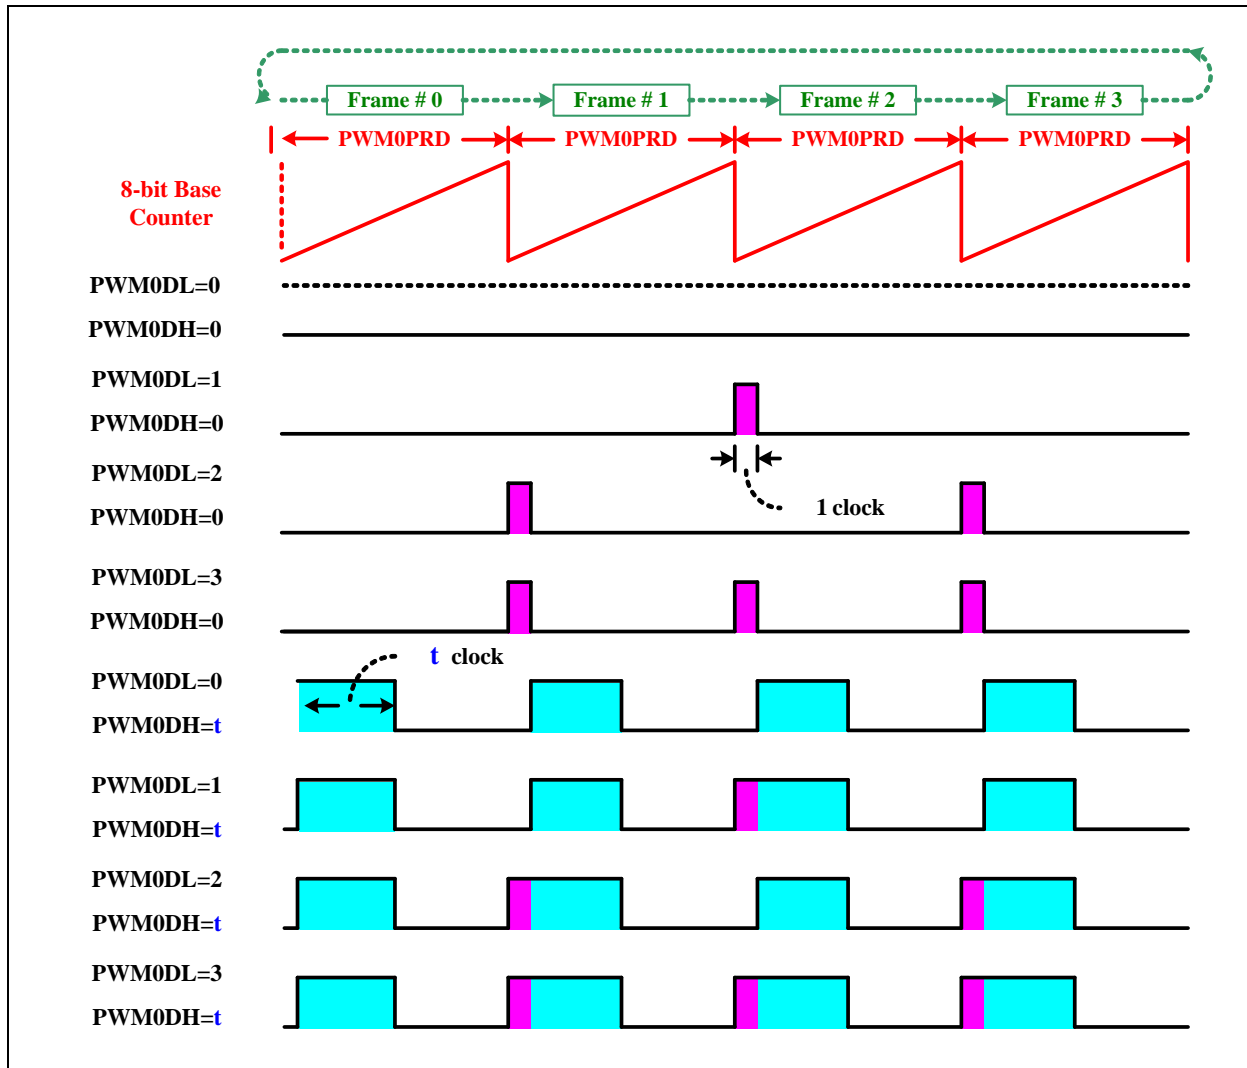 Frame # 0 Frame # 1 Frame # 2 Frame # 3
PWM0PRD PWM0PRD PWM0PRD PWM0PRD
8-bit Base
Counter
PWM0DL=0
PWM0DH=0
PWM0DL=1
PWM0DH=0
PWM0DL=2
PWM0DH=0
1 clock
PWM0DL=3
PWM0DH=0
t clock
PWM0DL=0
PWM0DH=t
PWM0DL=1
PWM0DH=t
PWM0DL=2
PWM0DH=t
PWM0DL=3
PWM0DH=t